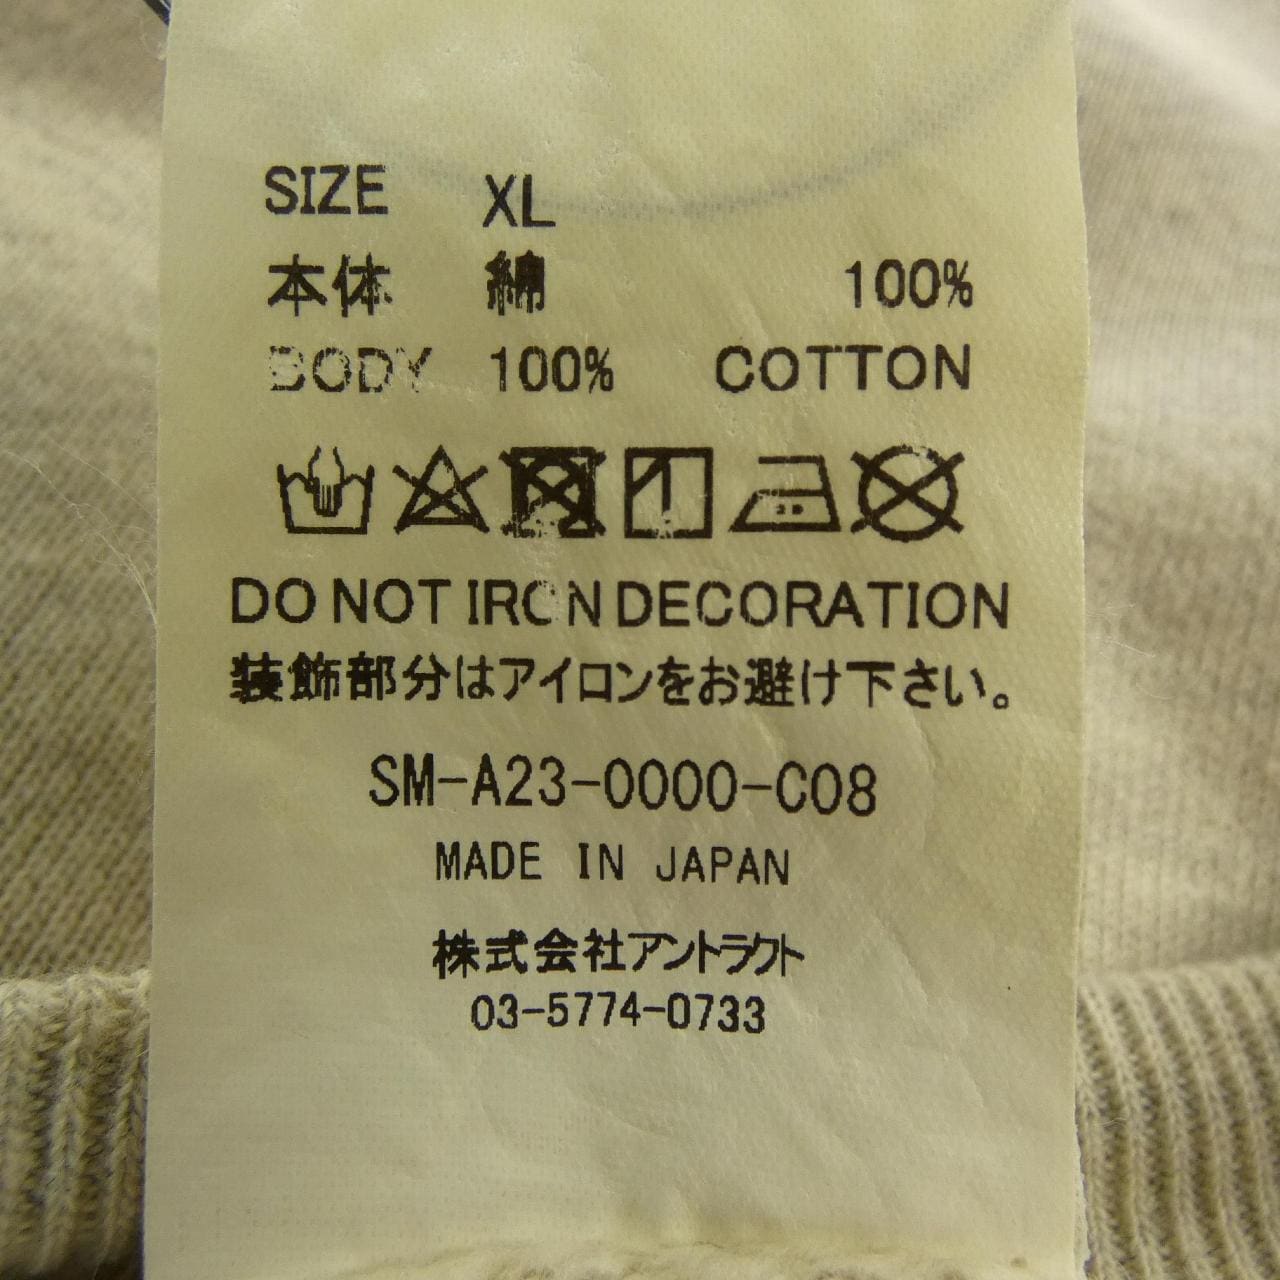 SIZE XL
本体 綿 100%
BODY 100% COTTON
DO NOT IRON DECORATION
装飾部分はアイロンをお避け下さい。
SM-A23-0000-C08
MADE IN JAPAN
株式会社アントラクト
03-5774-0733